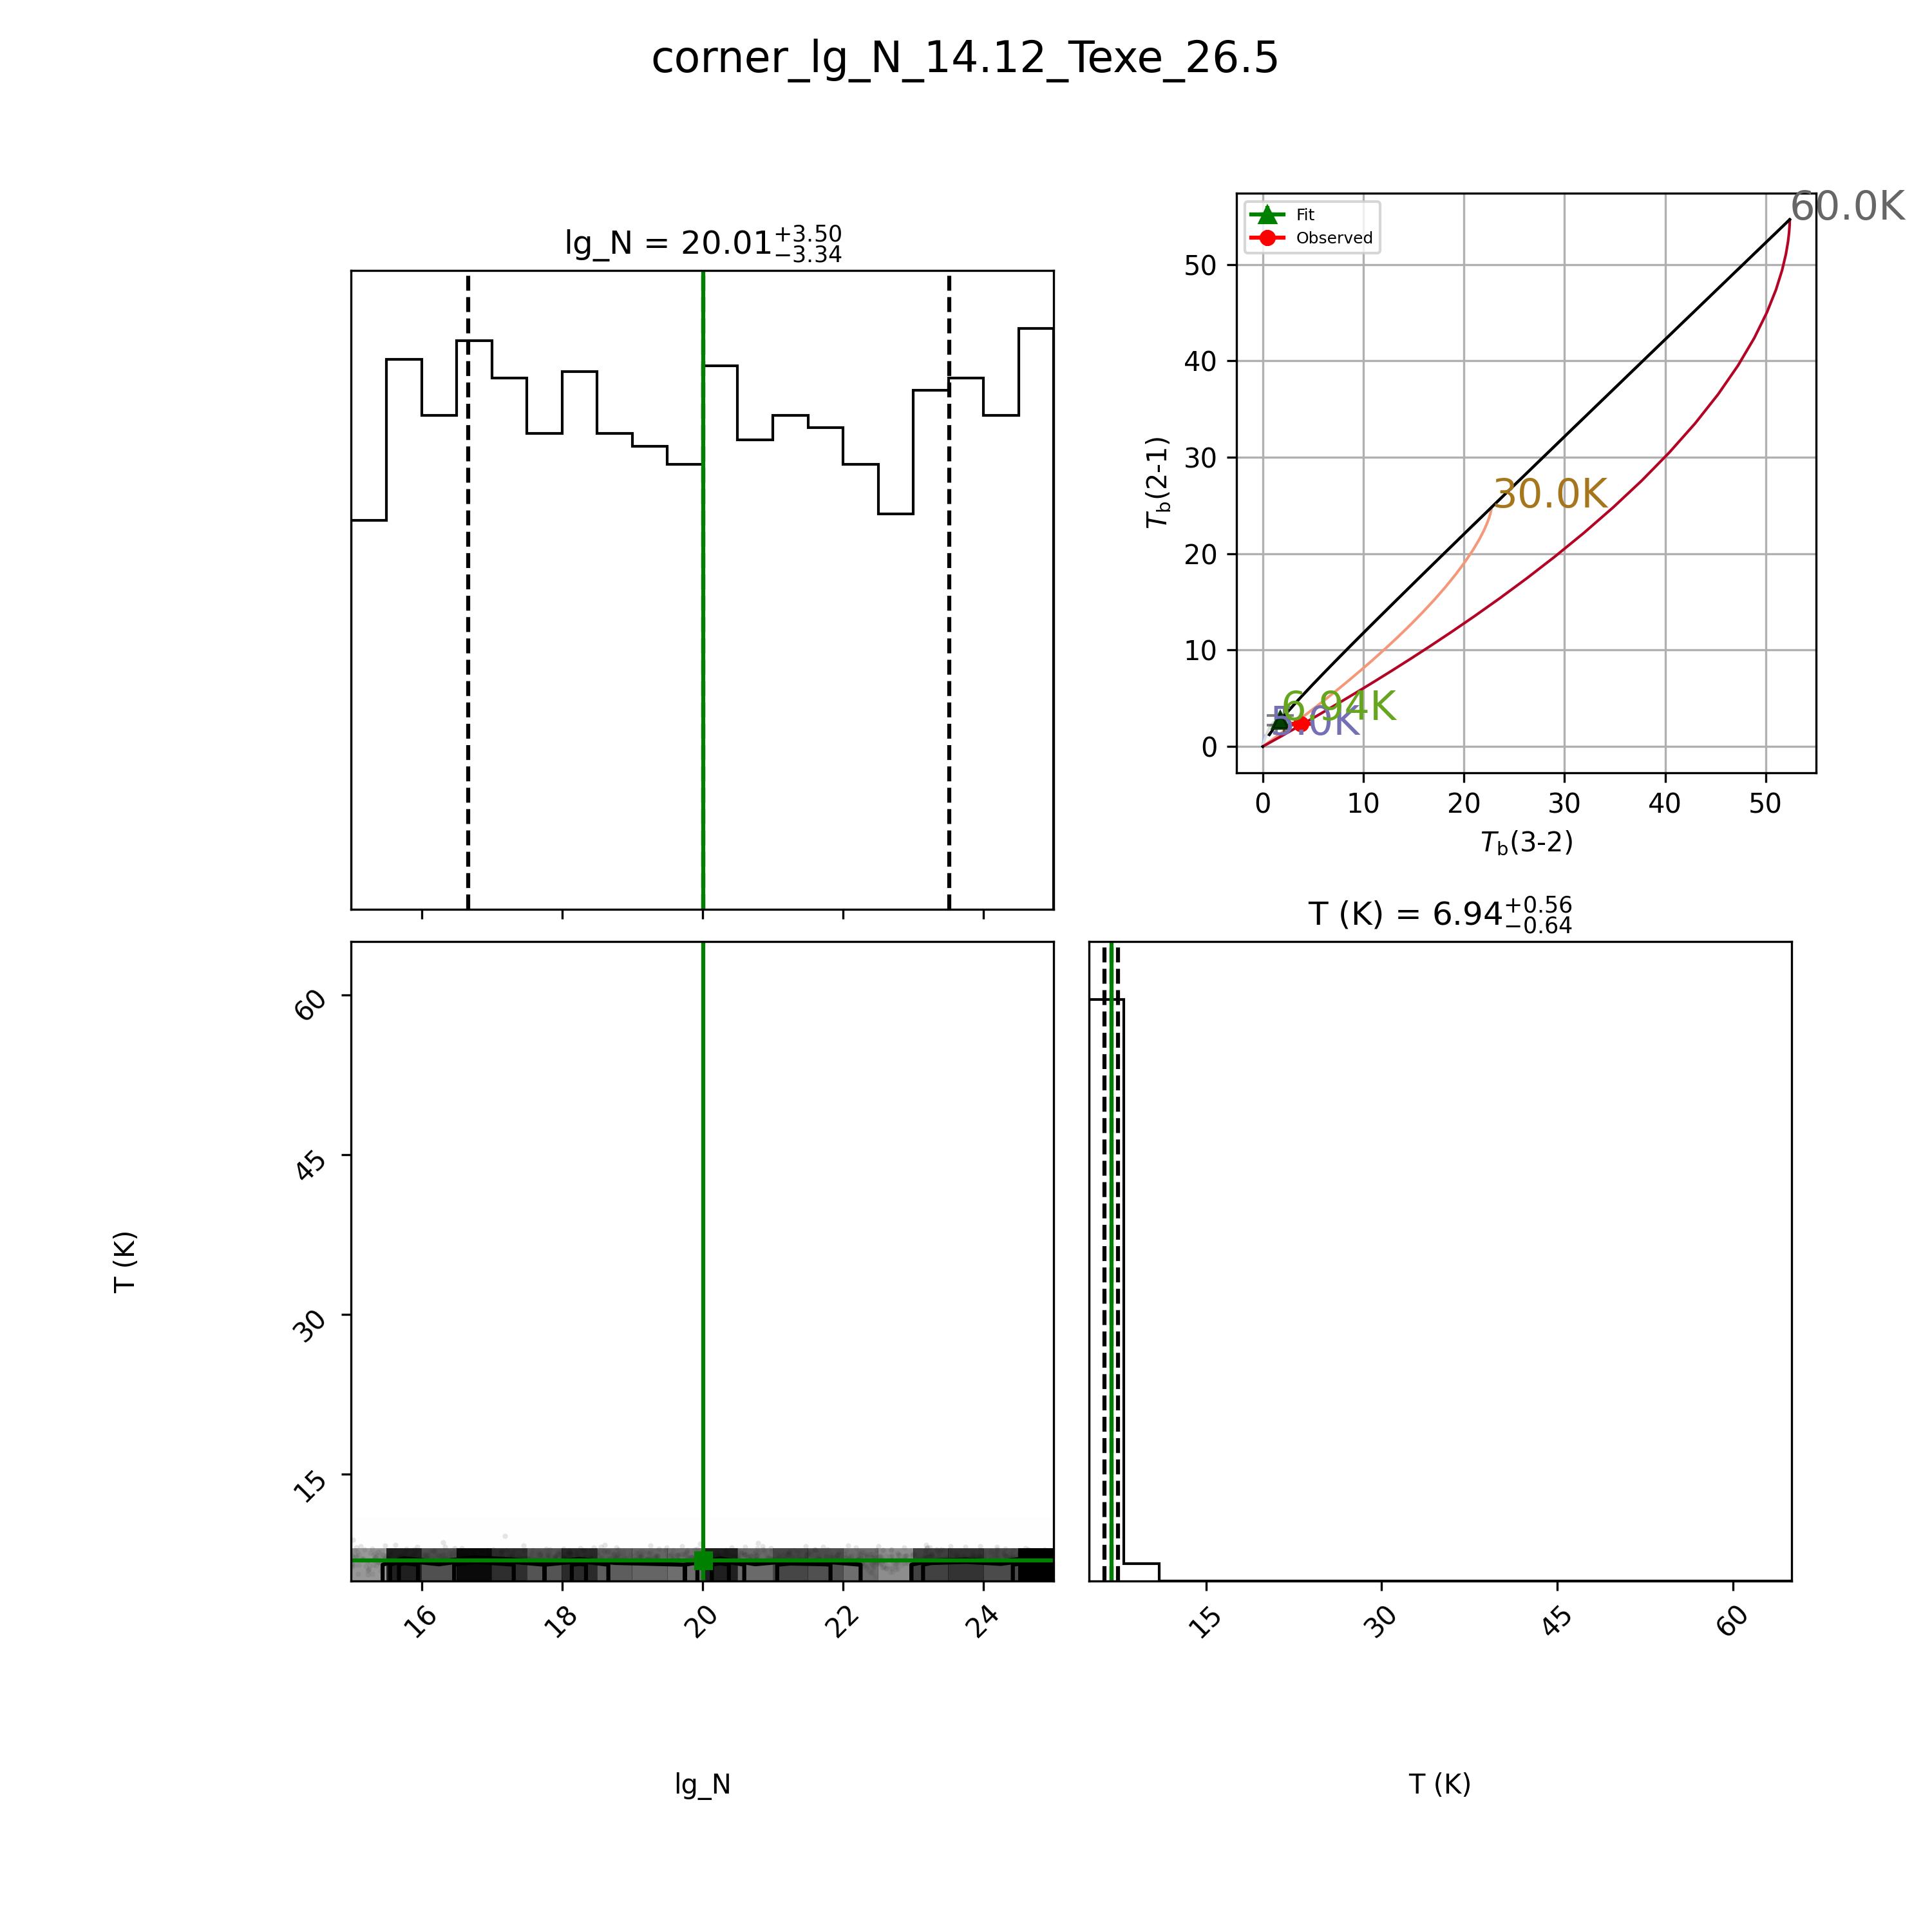 corner_lg_N_14.12_Texe_26.5
lg_N = 20.01 +3.50 −3.34
60.0K
Fit
Observed
50
40
30
20
10
0
T_b(2-1)
30.0K
6.94K
5.0K
0 10 20 30 40 50
T_b(3-2)
T (K) = 6.94 +0.56 −0.64
60
45
30
15
T (K)
16 18 20 22 24
15 30 45 60
lg_N
T (K)